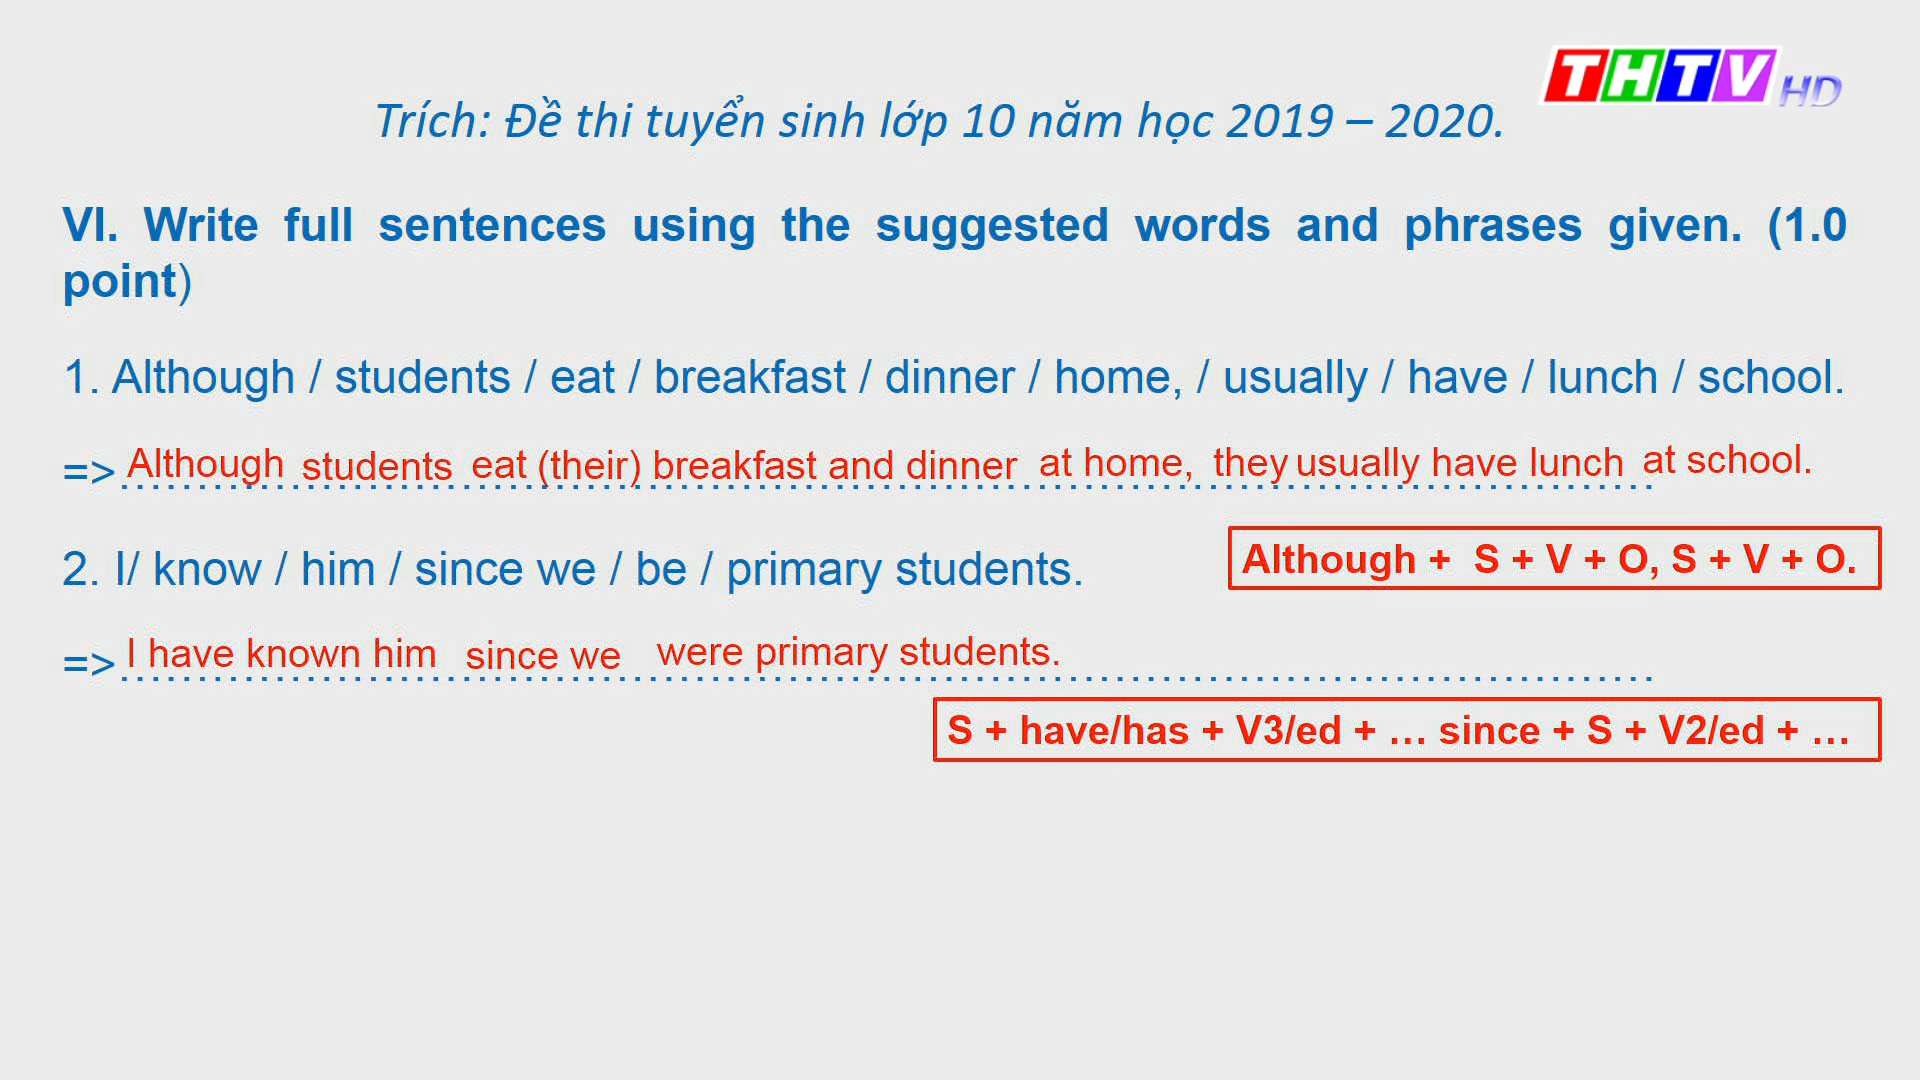 THTV HD
Trích: Đề thi tuyển sinh lớp 10 năm học 2019 – 2020.
VI. Write full sentences using the suggested words and phrases given. (1.0
point)
1. Although / students / eat / breakfast / dinner / home, / usually / have / lunch / school.
=> Although students eat (their) breakfast and dinner at home, they usually have lunch at school.
2. I/ know / him / since we / be / primary students.
Although + S + V + O, S + V + O.
=> I have known him since we were primary students.
S + have/has + V3/ed + … since + S + V2/ed + …